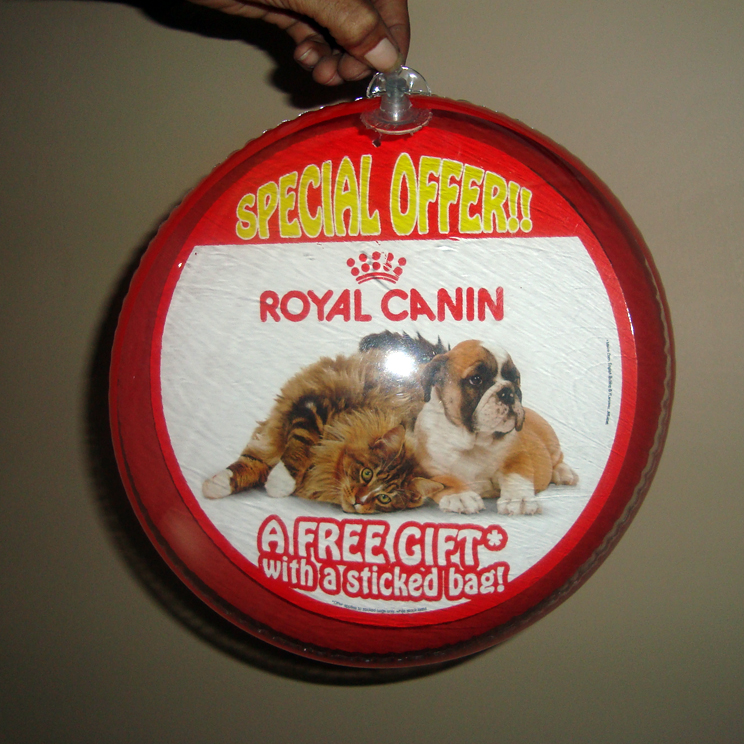 SPECIAL OFFER!!
ROYAL CANIN
A FREE GIFT*
with a sticked bag!